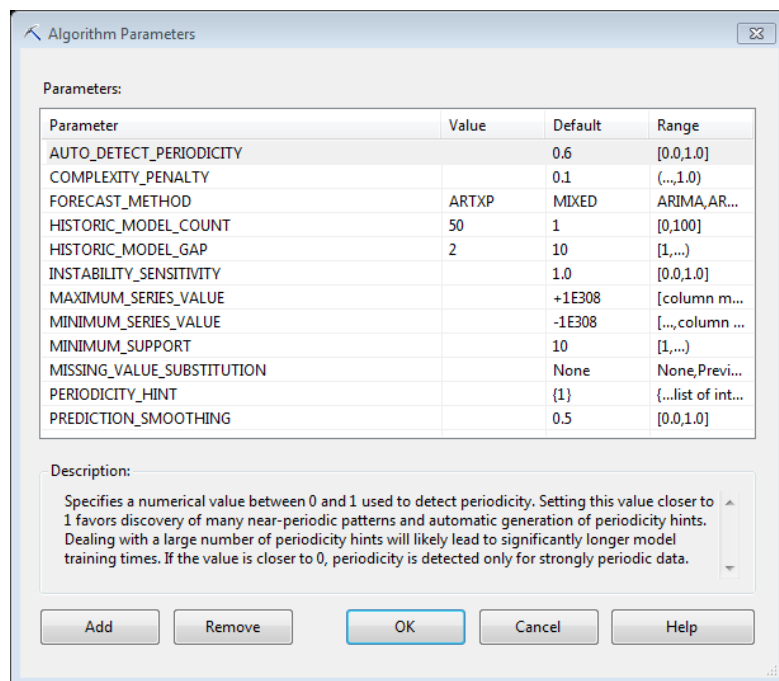 Algorithm Parameters
Parameters:
Parameter Value Default Range
AUTO_DETECT_PERIODICITY 0.6 [0.0,1.0]
COMPLEXITY_PENALTY 0.1 (...,1.0)
FORECAST_METHOD ARTXP MIXED ARIMA,AR...
HISTORIC_MODEL_COUNT 50 1 [0,100]
HISTORIC_MODEL_GAP 2 10 [1,...)
INSTABILITY_SENSITIVITY 1.0 [0.0,1.0]
MAXIMUM_SERIES_VALUE +1E308 [column m...
MINIMUM_SERIES_VALUE -1E308 [...,column ...
MINIMUM_SUPPORT 10 [1,...)
MISSING_VALUE_SUBSTITUTION None None,Previ...
PERIODICITY_HINT {1} {...list of int...
PREDICTION_SMOOTHING 0.5 [0.0,1.0]
Description:
Specifies a numerical value between 0 and 1 used to detect periodicity. Setting this value closer to
1 favors discovery of many near-periodic patterns and automatic generation of periodicity hints.
Dealing with a large number of periodicity hints will likely lead to significantly longer model
training times. If the value is closer to 0, periodicity is detected only for strongly periodic data.
Add Remove OK Cancel Help